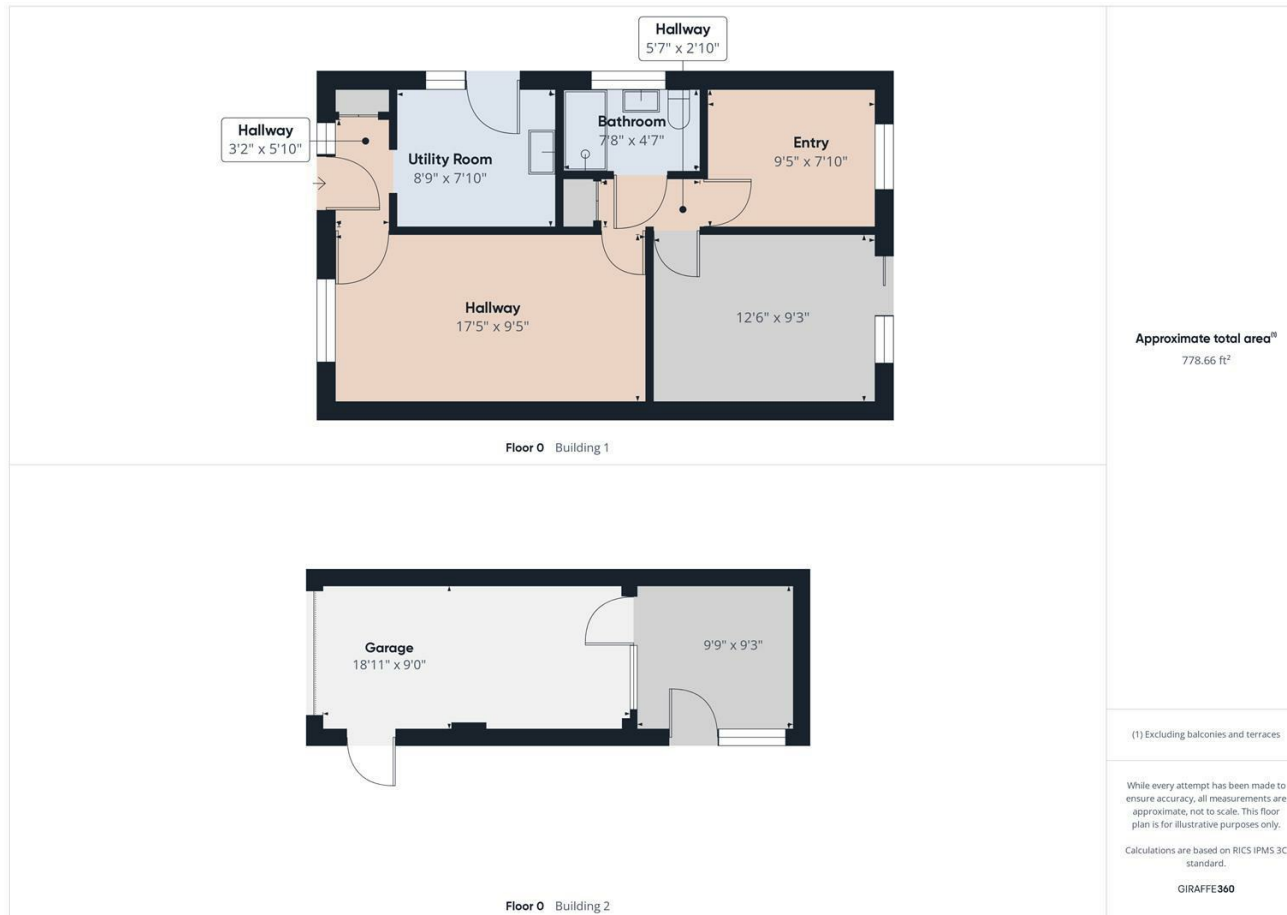 Hallway
5'7" x 2'10"
Hallway
3'2" x 5'10"
Utility Room
8'9" x 7'10"
Bathroom
7'8" x 4'7"
Entry
9'5" x 7'10"
Hallway
17'5" x 9'5"
12'6" x 9'3"
Floor 0 Building 1
Garage
18'11" x 9'0"
9'9" x 9'3"
Floor 0 Building 2
Approximate total area(1)
778.66 ft²
(1) Excluding balconies and terraces
While every attempt has been made to
ensure accuracy, all measurements are
approximate, not to scale. This floor
plan is for illustrative purposes only.
Calculations are based on RICS IPMS 3C
standard.
GIRAFFE360